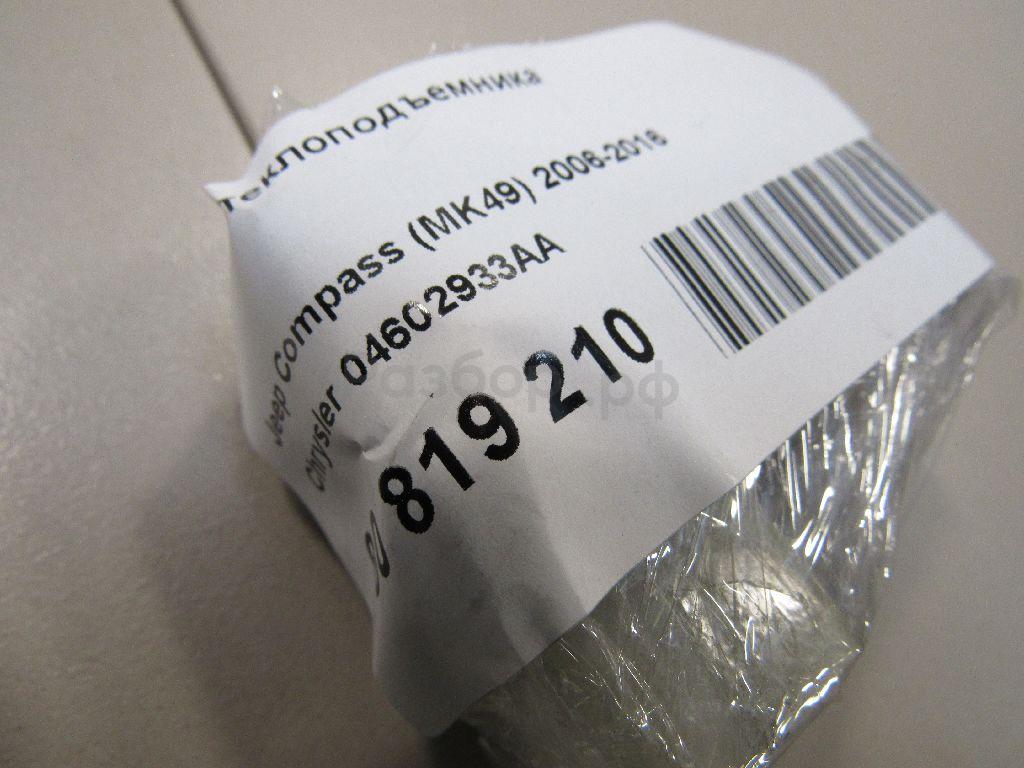 теклоподъемника
Jeep Compass (MK49) 2006-2016
Chrysler 04602933AA
819 210